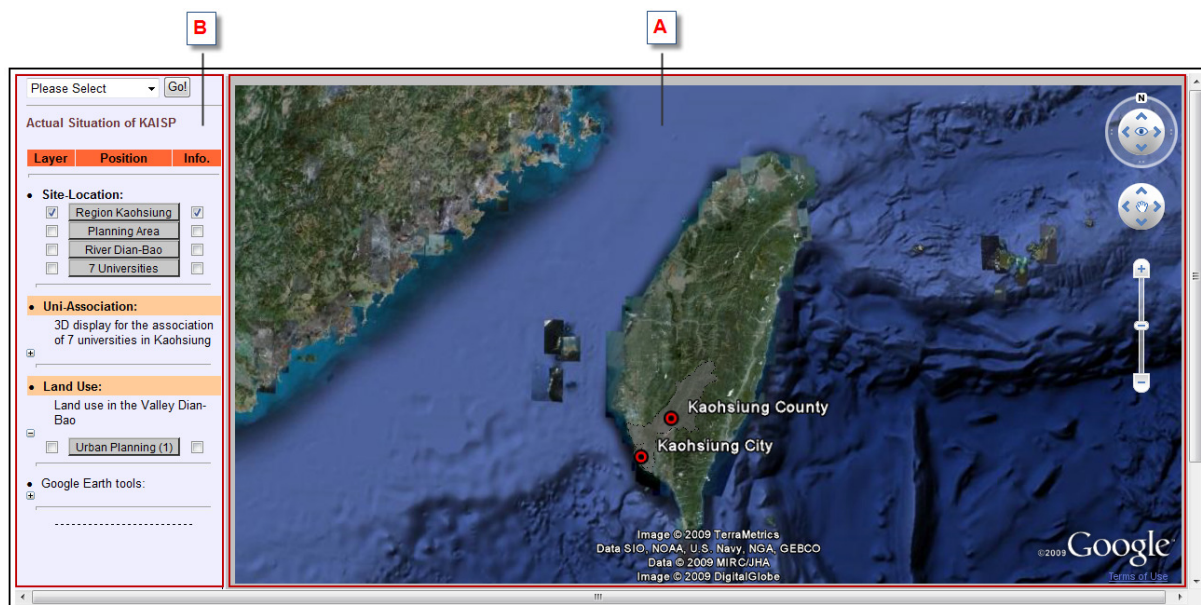 B
A
Please Select
Go!
Actual Situation of KAISP
Layer Position Info.
• Site-Location:
Region Kaohsiung
Planning Area
River Dian-Bao
7 Universities
• Uni-Association:
3D display for the association
of 7 universities in Kaohsiung
• Land Use:
Land use in the Valley Dian-
Bao
Urban Planning (1)
• Google Earth tools:
N
Kaohsiung County
Kaohsiung City
Image © 2009 TerraMetrics
Data SIO, NOAA, U.S. Navy, NGA, GEBCO
Data © 2009 MIRC/JHA
Image © 2009 DigitalGlobe
©2009 Google
Terms of Use